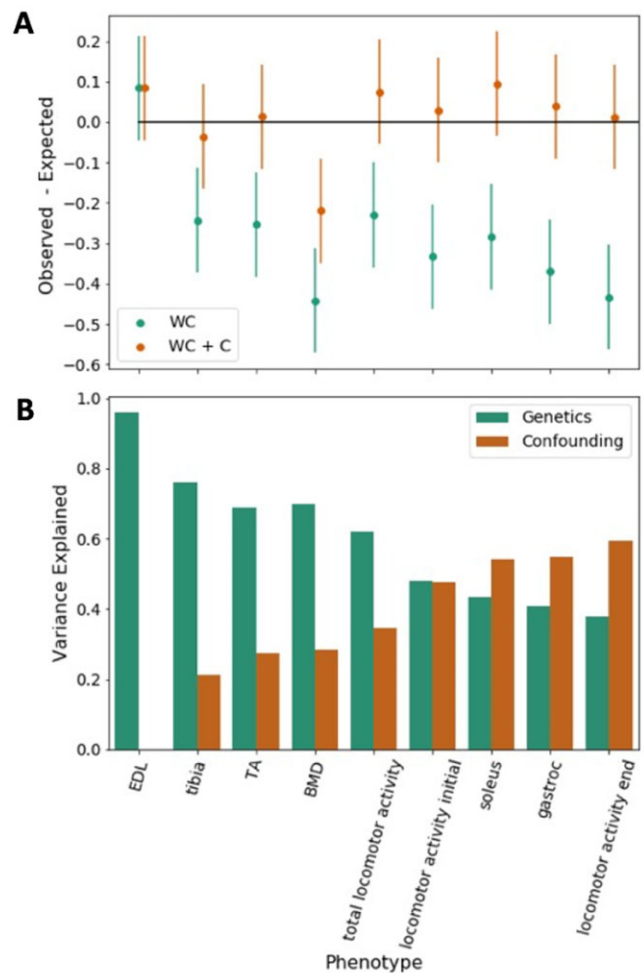 A
Observed - Expected
0.2
0.1
0.0
−0.1
−0.2
−0.3
−0.4
−0.5
−0.6
WC
WC + C
B
Variance Explained
1.0
0.8
0.6
0.4
0.2
0.0
Genetics
Confounding
EDL
tibia
TA
BMD
total locomotor activity
locomotor activity initial
soleus
gastroc
locomotor activity end
Phenotype